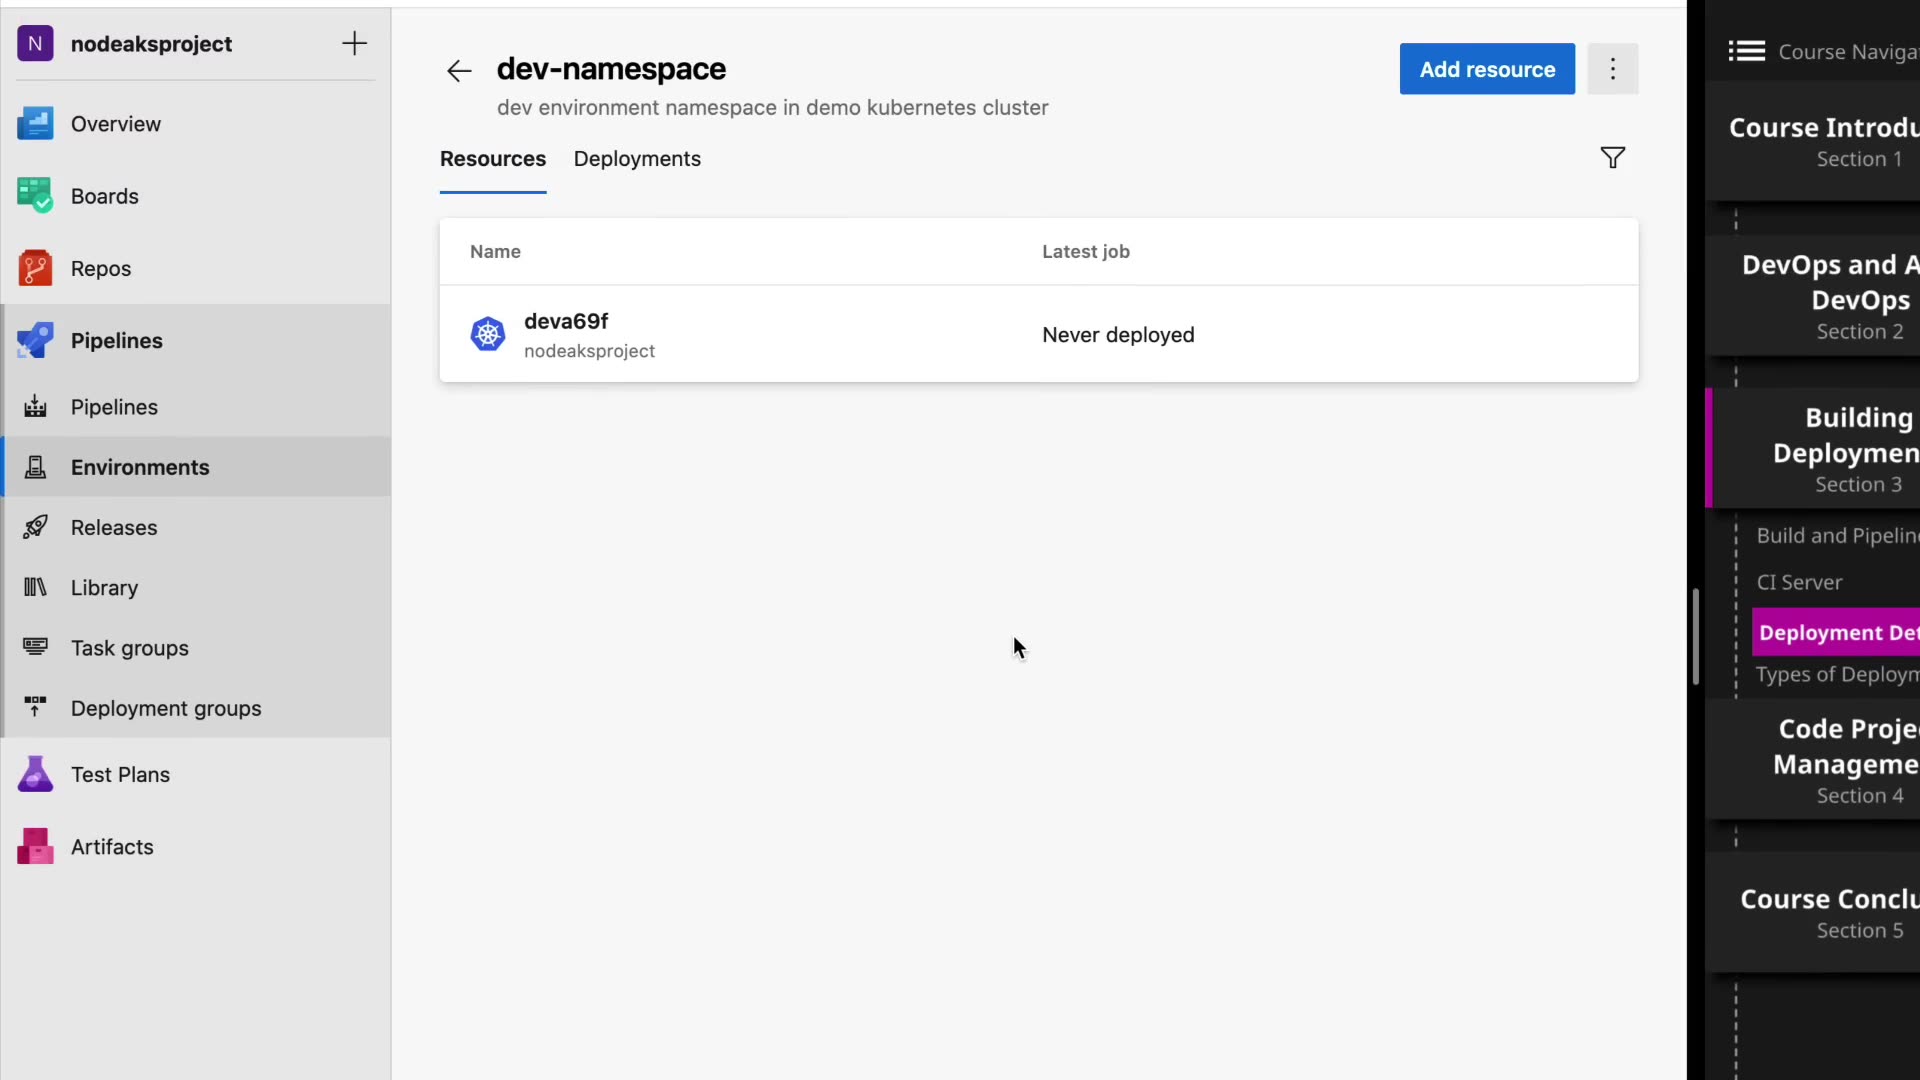 N nodeaksproject
Overview
Boards
Repos
Pipelines
Pipelines
Environments
Releases
Library
Task groups
Deployment groups
Test Plans
Artifacts
dev-namespace
dev environment namespace in demo kubernetes cluster
Add resource
Resources Deployments
Name Latest job
deva69f
nodeaksproject
Never deployed
Course Naviga
Course Introdu
Section 1
DevOps and A
DevOps
Section 2
Building
Deploymen
Section 3
Build and Pipelin
CI Server
Deployment Det
Types of Deploym
Code Proje
Manageme
Section 4
Course Conclu
Section 5